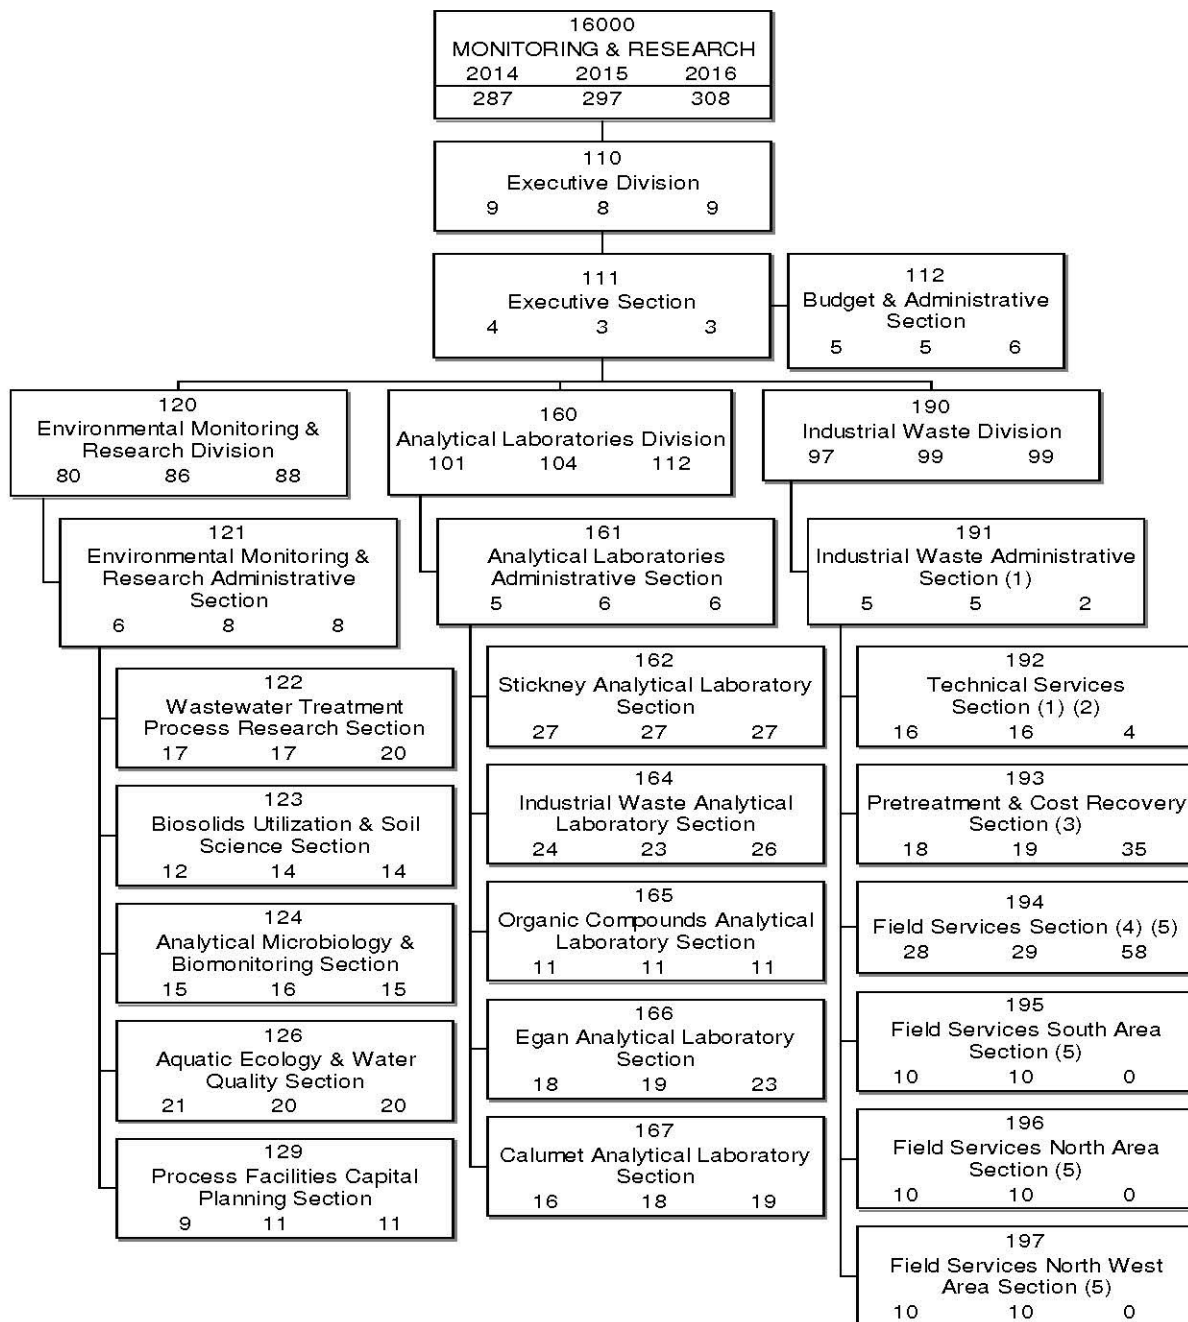 16000
MONITORING & RESEARCH
2014 2015 2016
287 297 308
110
Executive Division
9 8 9
111
Executive Section
4 3 3
112
Budget & Administrative
Section
5 5 6
120
Environmental Monitoring &
Research Division
80 86 88
121
Environmental Monitoring &
Research Administrative
Section
6 8 8
122
Wastewater Treatment
Process Research Section
17 17 20
123
Biosolids Utilization & Soil
Science Section
12 14 14
124
Analytical Microbiology &
Biomonitoring Section
15 16 15
126
Aquatic Ecology & Water
Quality Section
21 20 20
129
Process Facilities Capital
Planning Section
9 11 11
160
Analytical Laboratories Division
101 104 112
161
Analytical Laboratories
Administrative Section
5 6 6
162
Stickney Analytical Laboratory
Section
27 27 27
164
Industrial Waste Analytical
Laboratory Section
24 23 26
165
Organic Compounds Analytical
Laboratory Section
11 11 11
166
Egan Analytical Laboratory
Section
18 19 23
167
Calumet Analytical Laboratory
Section
16 18 19
190
Industrial Waste Division
97 99 99
191
Industrial Waste Administrative
Section (1)
5 5 2
192
Technical Services
Section (1) (2)
16 16 4
193
Pretreatment & Cost Recovery
Section (3)
18 19 35
194
Field Services Section (4) (5)
28 29 58
195
Field Services South Area
Section (5)
10 10 0
196
Field Services North Area
Section (5)
10 10 0
197
Field Services North West
Area Section (5)
10 10 0